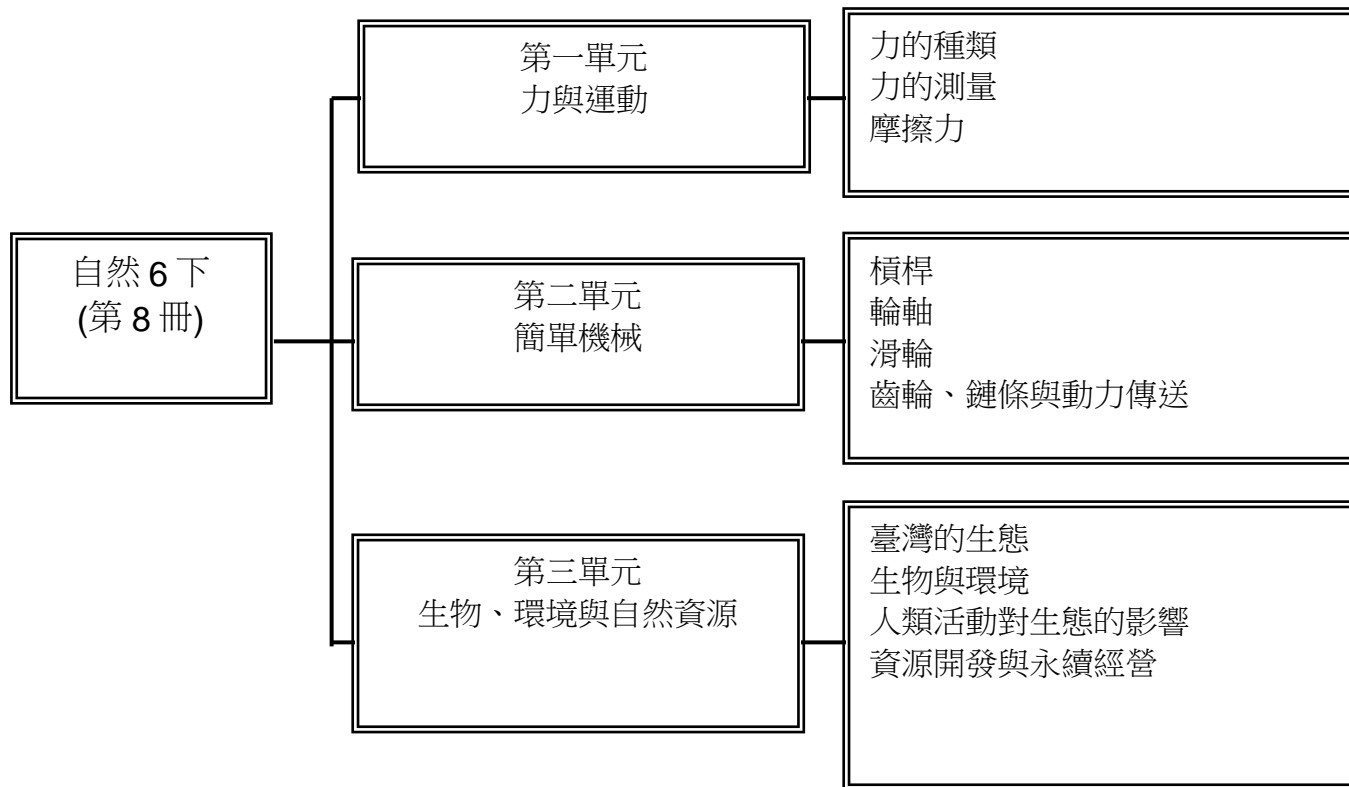 自然 6 下
(第 8 冊)
第一單元
力與運動
力的種類
力的測量
摩擦力
第二單元
簡單機械
槓桿
輪軸
滑輪
齒輪、鏈條與動力傳送
第三單元
生物、環境與自然資源
臺灣的生態
生物與環境
人類活動對生態的影響
資源開發與永續經營